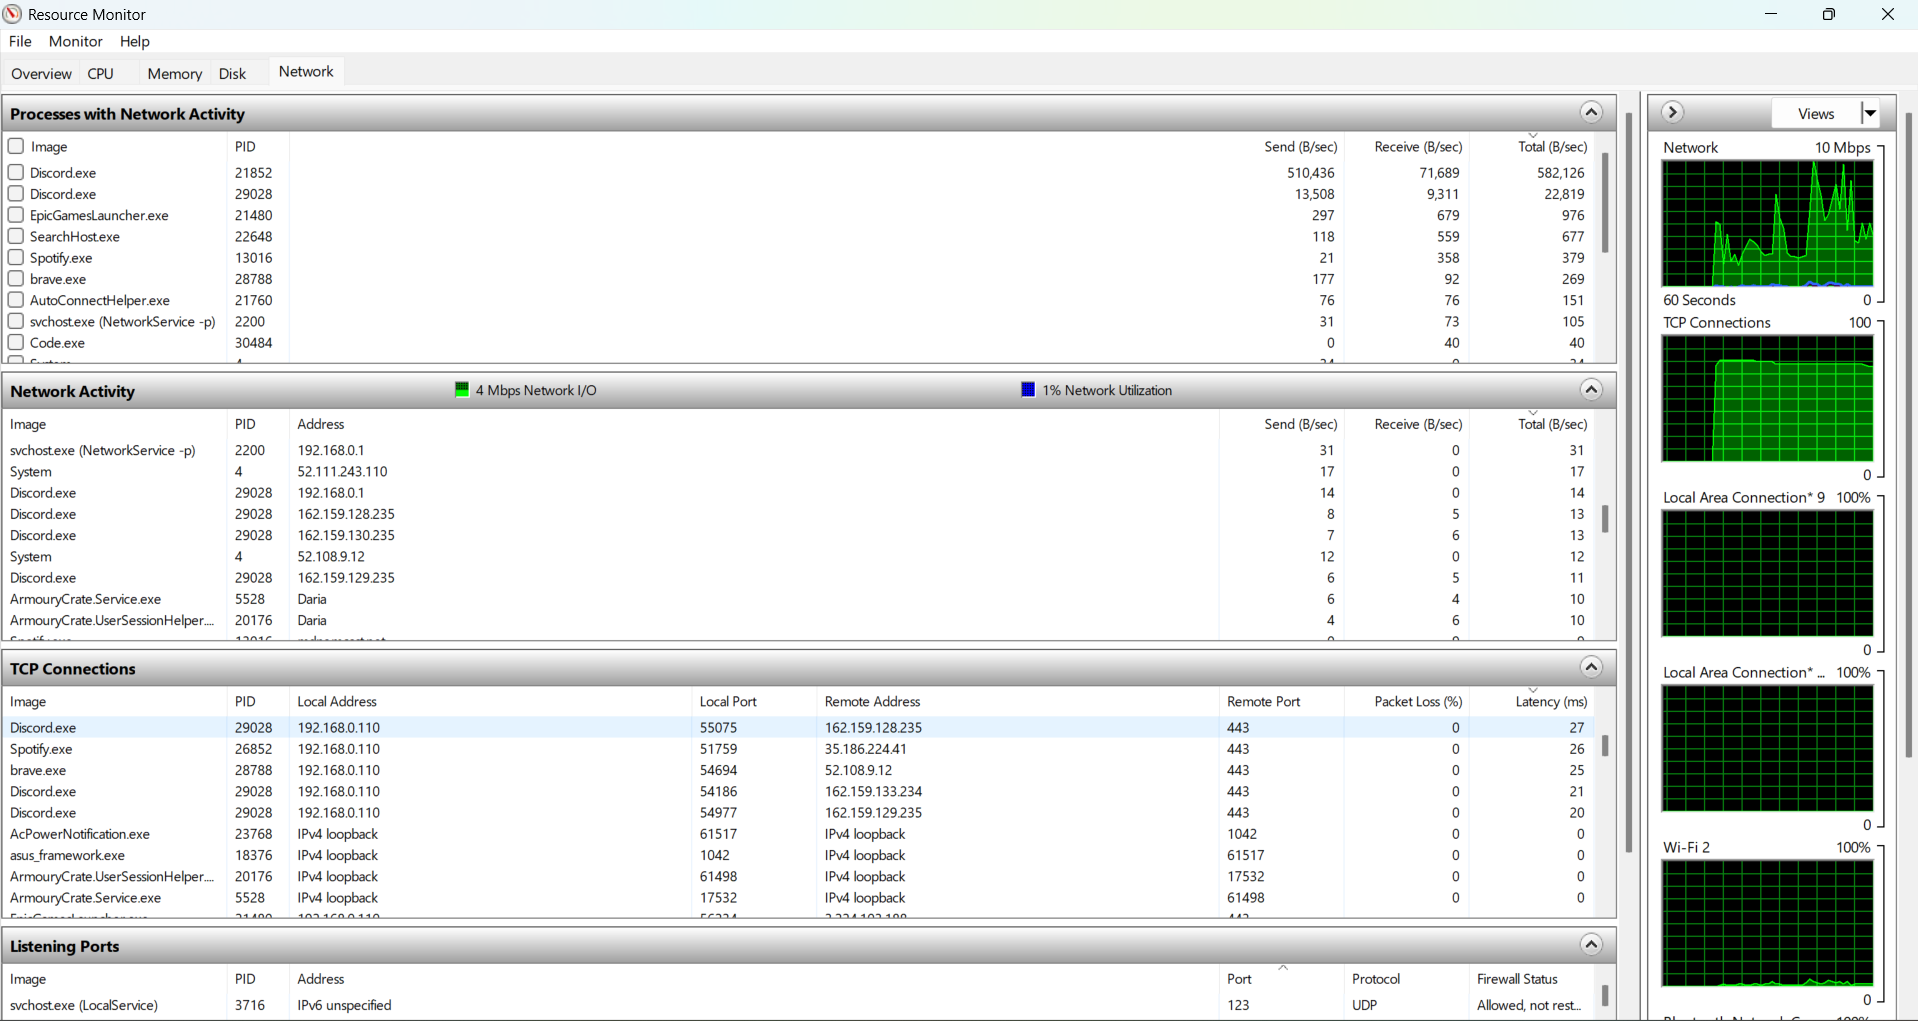 Resource Monitor
File Monitor Help
Overview CPU Memory Disk Network
Processes with Network Activity
Image PID Send (B/sec) Receive (B/sec) Total (B/sec)
Discord.exe 21852 510,436 71,689 582,126
Discord.exe 29028 13,508 9,311 22,819
EpicGamesLauncher.exe 21480 297 679 976
SearchHost.exe 22648 118 559 677
Spotify.exe 13016 21 358 379
brave.exe 28788 177 92 269
AutoConnectHelper.exe 21760 76 76 151
svchost.exe (NetworkService -p) 2200 31 73 105
Code.exe 30484 0 40 40
Network Activity 4 Mbps Network I/O 1% Network Utilization
Image PID Address Send (B/sec) Receive (B/sec) Total (B/sec)
svchost.exe (NetworkService -p) 2200 192.168.0.1 31 0 31
System 4 52.111.243.110 17 0 17
Discord.exe 29028 192.168.0.1 14 0 14
Discord.exe 29028 162.159.128.235 8 5 13
Discord.exe 29028 162.159.130.235 7 6 13
System 4 52.108.9.12 12 0 12
Discord.exe 29028 162.159.129.235 6 5 11
ArmouryCrate.Service.exe 5528 Daria 6 4 10
ArmouryCrate.UserSessionHelper.... 20176 Daria 4 6 10
TCP Connections
Image PID Local Address Local Port Remote Address Remote Port Packet Loss (%) Latency (ms)
Discord.exe 29028 192.168.0.110 55075 162.159.128.235 443 0 27
Spotify.exe 26852 192.168.0.110 51759 35.186.224.41 443 0 26
brave.exe 28788 192.168.0.110 54694 52.108.9.12 443 0 25
Discord.exe 29028 192.168.0.110 54186 162.159.133.234 443 0 21
Discord.exe 29028 192.168.0.110 54977 162.159.129.235 443 0 20
AcPowerNotification.exe 23768 IPv4 loopback 61517 IPv4 loopback 1042 0 0
asus_framework.exe 18376 IPv4 loopback 1042 IPv4 loopback 61517 0 0
ArmouryCrate.UserSessionHelper.... 20176 IPv4 loopback 61498 IPv4 loopback 17532 0 0
ArmouryCrate.Service.exe 5528 IPv4 loopback 17532 IPv4 loopback 61498 0 0
Listening Ports
Image PID Address Port Protocol Firewall Status
svchost.exe (LocalService) 3716 IPv6 unspecified 123 UDP Allowed, not rest...
Views
Network 10 Mbps
60 Seconds 0
TCP Connections 100
0
Local Area Connection* 9 100%
0
Local Area Connection* ... 100%
0
Wi-Fi 2 100%
0